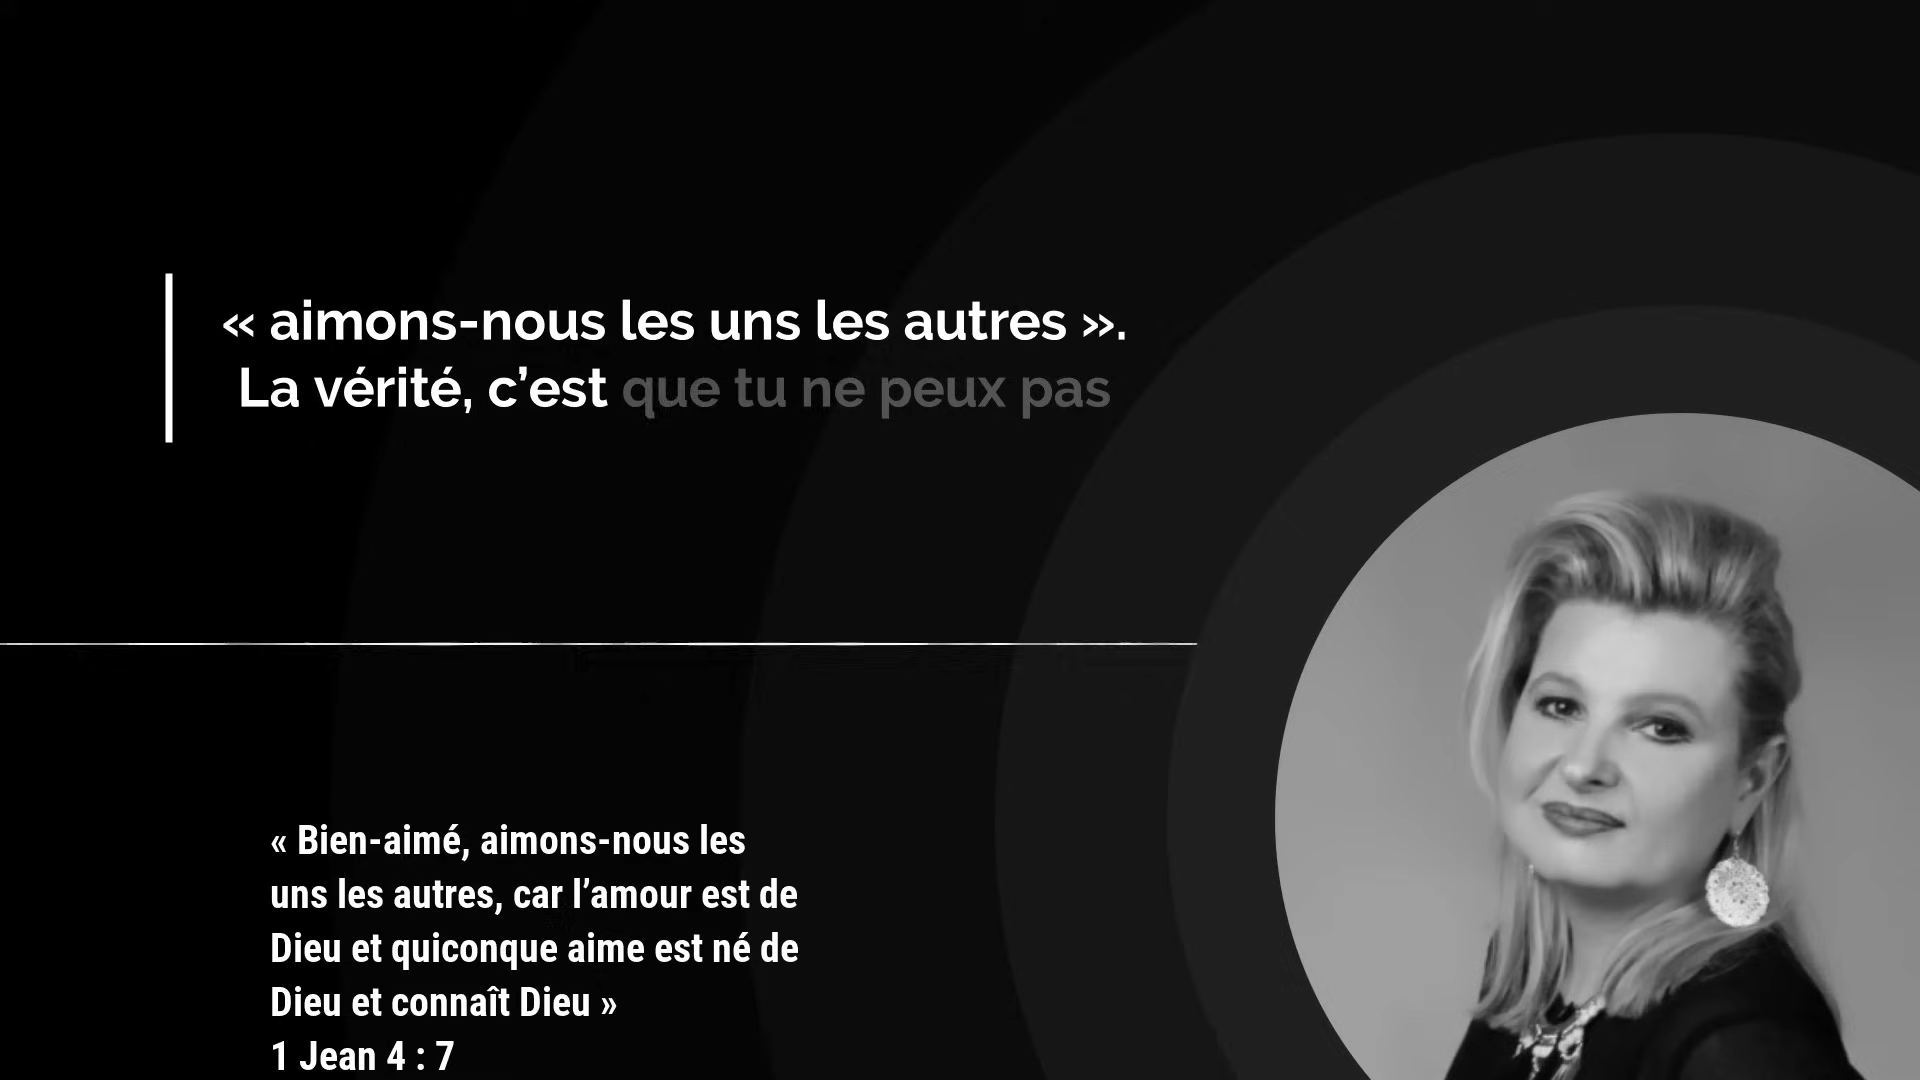 « aimons-nous les uns les autres ».
La vérité, c’est que tu ne peux pas
« Bien-aimé, aimons-nous les
uns les autres, car l’amour est de
Dieu et quiconque aime est né de
Dieu et connaît Dieu »
1 Jean 4 : 7